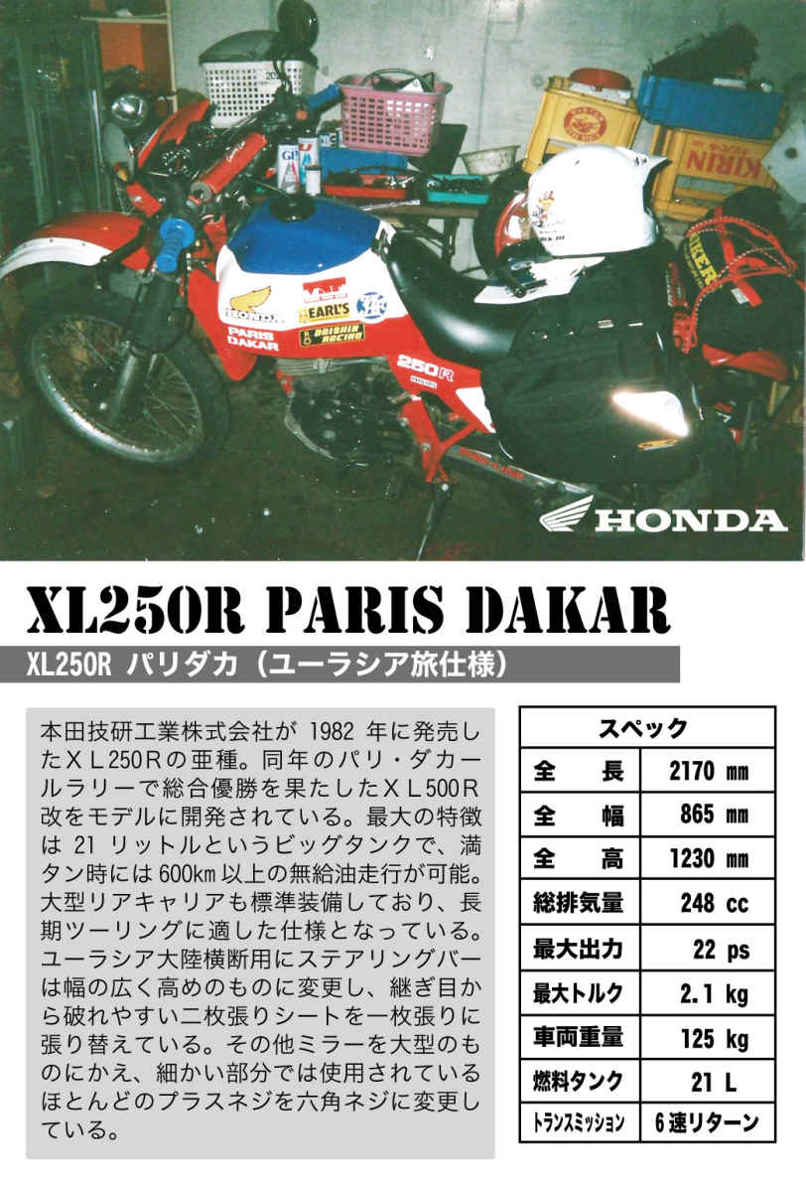 KIRIN
BIKERS
EARL'S
HONDA
PARIS
DAKAR
DAISHIN
RACING
250R
HONDA
XL250R PARIS DAKAR
XL250R パリダカ（ユーラシア旅仕様）
本田技研工業株式会社が 1982 年に発売し
たＸＬ250Ｒの亜種。同年のパリ・ダカー
ルラリーで総合優勝を果たしたＸＬ500Ｒ
改をモデルに開発されている。最大の特徴
は 21 リットルというビッグタンクで、満
タン時には600km以上の無給油走行が可能。
大型リアキャリアも標準装備しており、長
期ツーリングに適した仕様となっている。
ユーラシア大陸横断用にステアリングバー
は幅の広く高めのものに変更し、継ぎ目か
ら破れやすい二枚張りシートを一枚張りに
張り替えている。その他ミラーを大型のも
のにかえ、細かい部分では使用されている
ほとんどのプラスネジを六角ネジに変更し
ている。
スペック
全長 2170 mm
全幅 865 mm
全高 1230 mm
総排気量 248 cc
最大出力 22 ps
最大トルク 2.1 kg
車両重量 125 kg
燃料タンク 21 L
トランスミッション 6速リターン